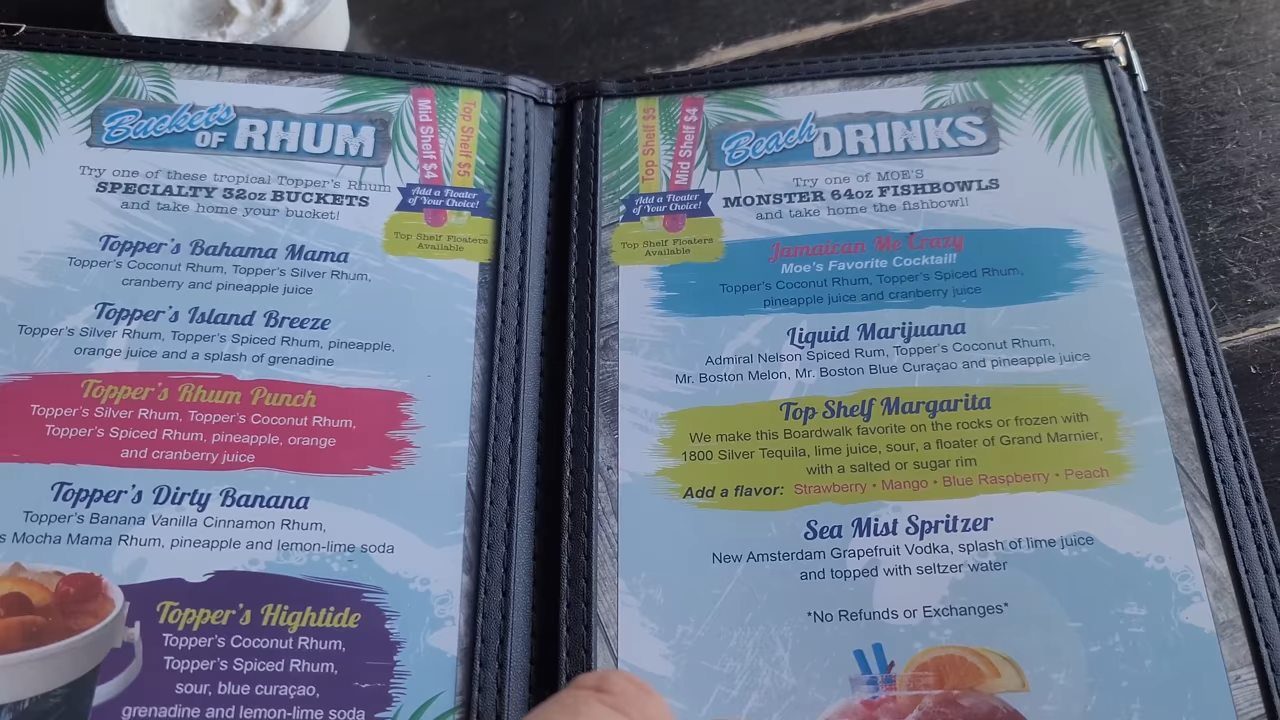 Buckets
OF RHUM
Mid Shelf $4
Top Shelf $5
Add a Floater
of Your Choice!
Top Shelf Floaters
Available
Try one of these tropical Topper's Rhum
SPECIALTY 32oz BUCKETS
and take home your bucket!
Topper's Bahama Mama
Topper's Coconut Rhum, Topper's Silver Rhum,
cranberry and pineapple juice
Topper's Island Breeze
Topper's Silver Rhum, Topper's Spiced Rhum, pineapple,
orange juice and a splash of grenadine
Topper's Rhum Punch
Topper's Silver Rhum, Topper's Coconut Rhum,
Topper's Spiced Rhum, pineapple, orange
and cranberry juice
Topper's Dirty Banana
Topper's Banana Vanilla Cinnamon Rhum,
s Mocha Mama Rhum, pineapple and lemon-lime soda
Topper's Hightide
Topper's Coconut Rhum,
Topper's Spiced Rhum,
sour, blue curaçao,
grenadine and lemon-lime soda
Top Shelf $5
Mid Shelf $4
Add a Floater
of Your Choice!
Top Shelf Floaters
Available
Beach DRINKS
Try one of MOE'S
MONSTER 64oz FISHBOWLS
and take home the fishbowl!
Jamaican Me Crazy
Moe's Favorite Cocktail!
Topper's Coconut Rhum, Topper's Spiced Rhum,
pineapple juice and cranberry juice
Liquid Marijuana
Admiral Nelson Spiced Rum, Topper's Coconut Rhum,
Mr. Boston Melon, Mr. Boston Blue Curaçao and pineapple juice
Top Shelf Margarita
We make this Boardwalk favorite on the rocks or frozen with
1800 Silver Tequila, lime juice, sour, a floater of Grand Marnier,
with a salted or sugar rim
Add a flavor: Strawberry • Mango • Blue Raspberry • Peach
Sea Mist Spritzer
New Amsterdam Grapefruit Vodka, splash of lime juice
and topped with seltzer water
*No Refunds or Exchanges*